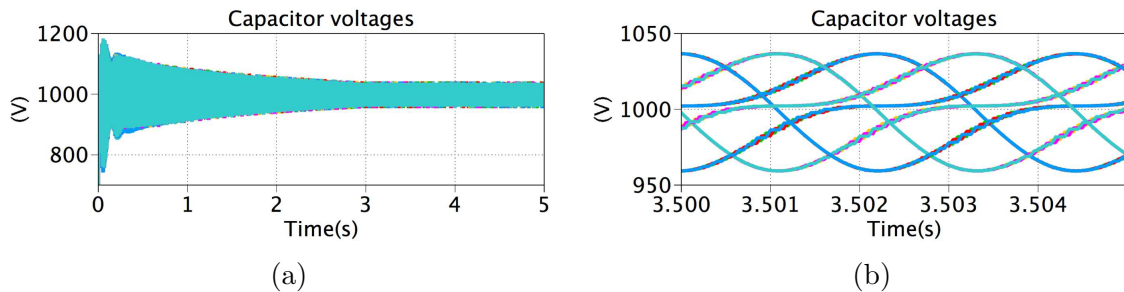 Capacitor voltages
1200
1000
800
(V)
0 1 2 3 4 5
Time(s)
(a)
Capacitor voltages
1050
1000
950
(V)
3.500 3.501 3.502 3.503 3.504
Time(s)
(b)